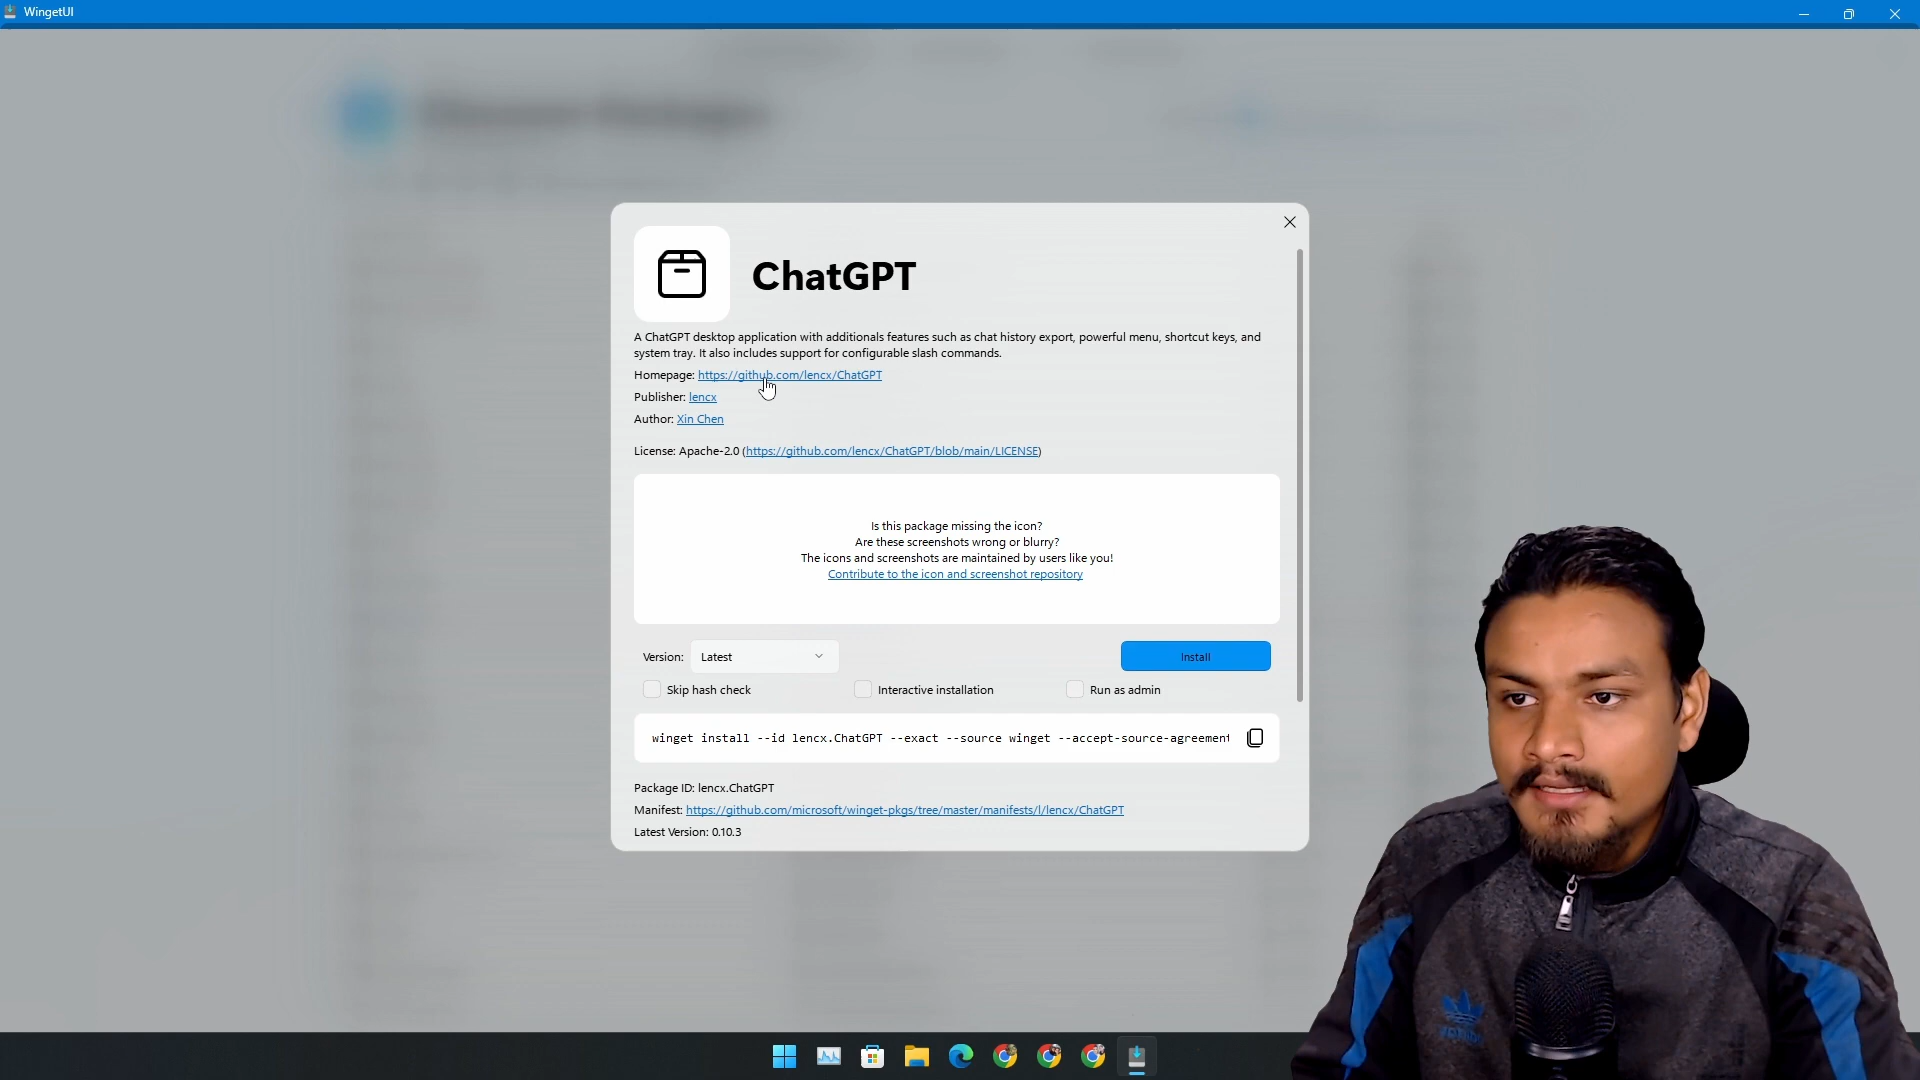 WingetUI
ChatGPT
A ChatGPT desktop application with additionals features such as chat history export, powerful menu, shortcut keys, and
system tray. It also includes support for configurable slash commands.
Homepage: https://github.com/lencx/ChatGPT
Publisher: lencx
Author: Xin Chen
License: Apache-2.0 (https://github.com/lencx/ChatGPT/blob/main/LICENSE)
Is this package missing the icon?
Are these screenshots wrong or blurry?
The icons and screenshots are maintained by users like you!
Contribute to the icon and screenshot repository
Version: Latest
Install
Skip hash check
Interactive installation
Run as admin
winget install --id lencx.ChatGPT --exact --source winget --accept-source-agreement
Package ID: lencx.ChatGPT
Manifest: https://github.com/microsoft/winget-pkgs/tree/master/manifests/l/lencx/ChatGPT
Latest Version: 0.10.3